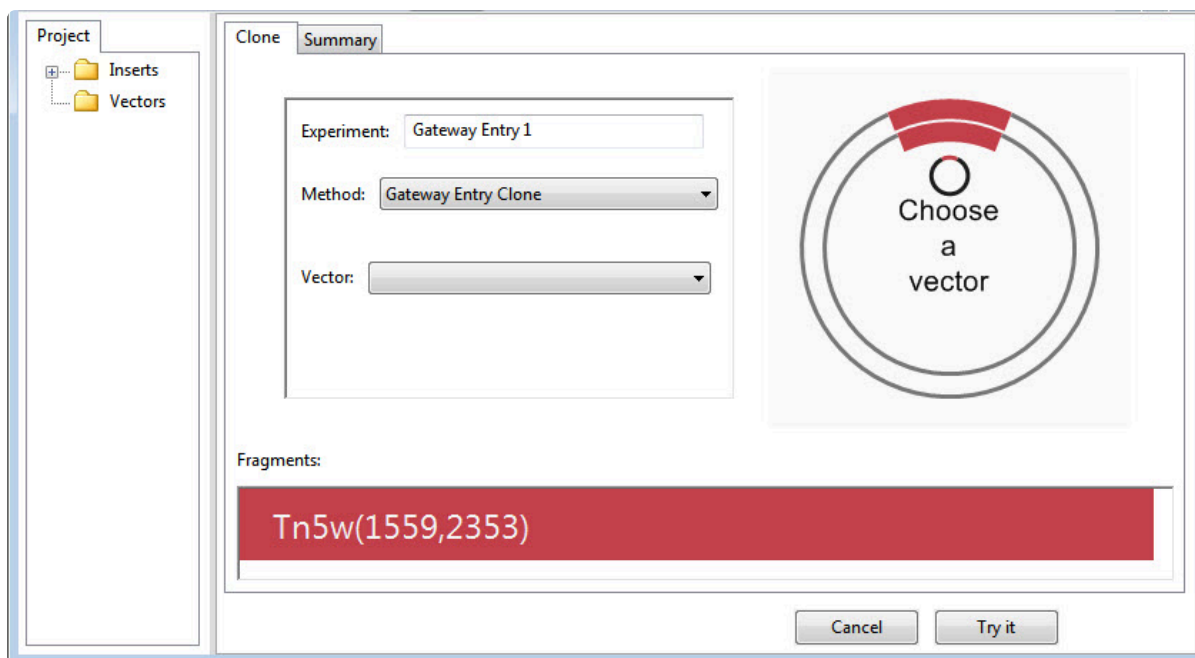 Project
Inserts
Vectors
Clone
Summary
Experiment: Gateway Entry 1
Method: Gateway Entry Clone
Vector:
Choose
a
vector
Fragments:
Tn5w(1559,2353)
Cancel
Try it